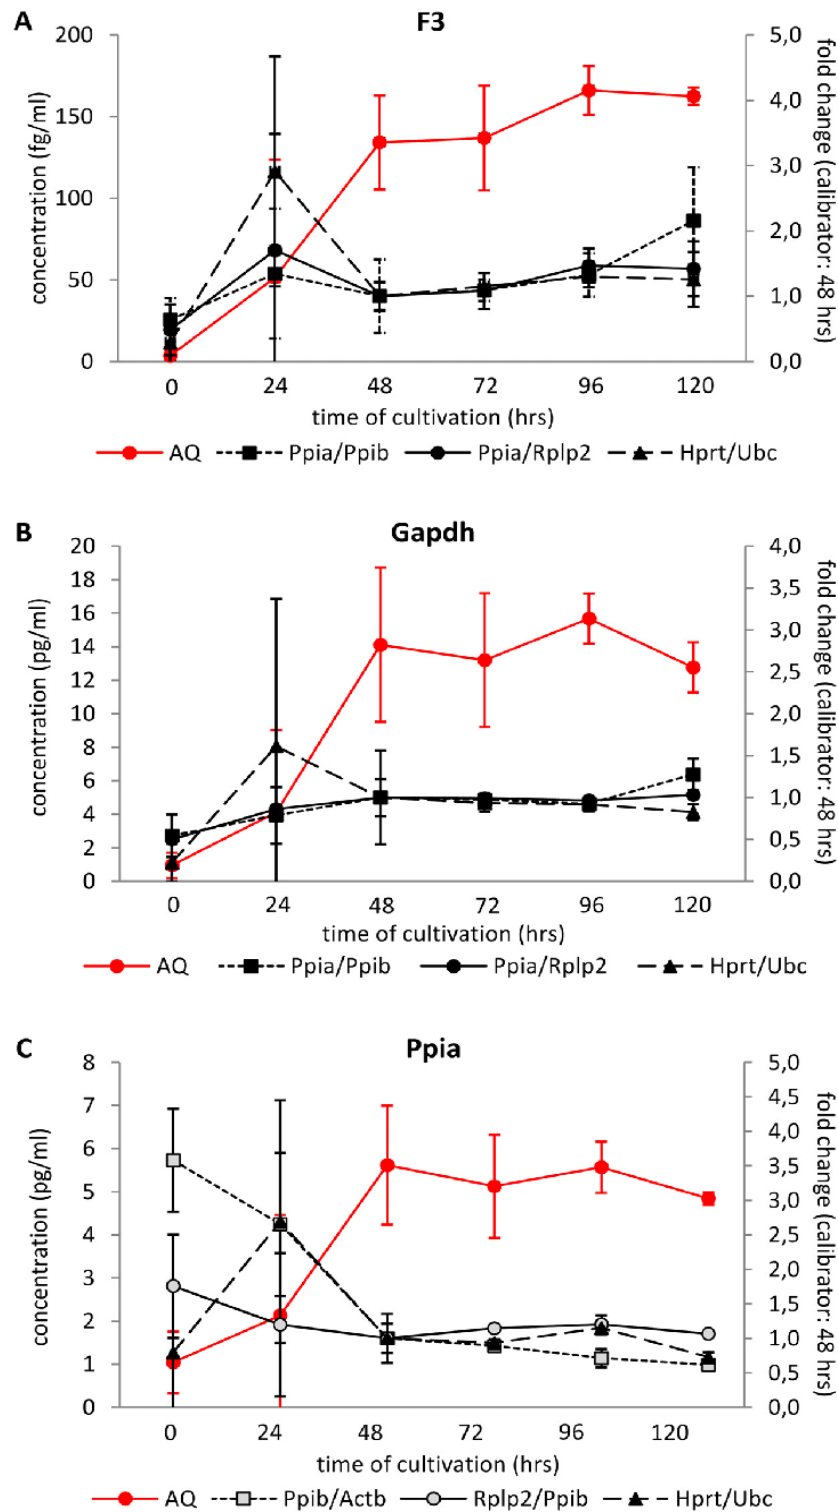 A
F3
200
150
100
50
0
concentration (fg/ml)
5,0
4,0
3,0
2,0
1,0
0,0
fold change (calibrator: 48 hrs)
0 24 48 72 96 120
time of cultivation (hrs)
AQ Ppia/Ppib Ppia/Rplp2 Hprt/Ubc
B
Gapdh
20
18
16
14
12
10
8
6
4
2
0
concentration (pg/ml)
4,0
3,5
3,0
2,5
2,0
1,5
1,0
0,5
0,0
fold change (calibrator: 48 hrs)
0 24 48 72 96 120
time of cultivation (hrs)
AQ Ppia/Ppib Ppia/Rplp2 Hprt/Ubc
C
Ppia
8
7
6
5
4
3
2
1
0
concentration (pg/ml)
5,0
4,5
4,0
3,5
3,0
2,5
2,0
1,5
1,0
0,5
0,0
fold change (calibrator: 48 hrs)
0 24 48 72 96 120
time of cultivation (hrs)
AQ Ppib/Actb Rplp2/Ppib Hprt/Ubc